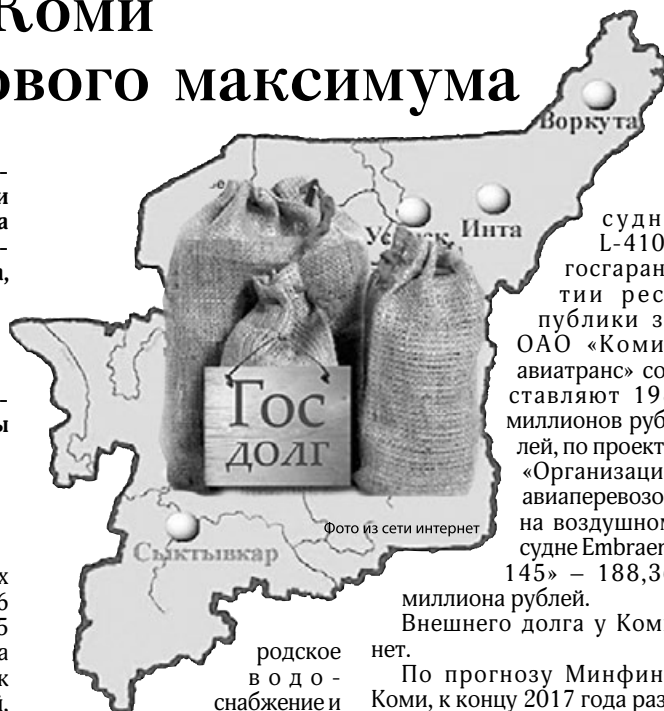 Коми
ового максимума
Воркута
Инта
Гос
долг
Сыктывкар
Фото из сети интернет
родское
водо-
снабжение и
судн
L-410
госгаран
тии рес
публики з
ОАО «Коми
авиатранс» со
ставляют 19
миллионов руб
лей, по проект
«Организаци
авиаперевозо
на воздушном
судне Embraer
145» – 188,36
миллиона рублей.
Внешнего долга у Коми
нет.
По прогнозу Минфин
Коми, к концу 2017 года раз